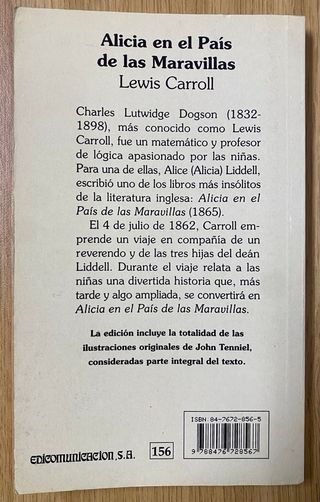 Alicia en el País
de las Maravillas
Lewis Carroll
Charles Lutwidge Dogson (1832-
1898), más conocido como Lewis
Carroll, fue un matemático y profesor
de lógica apasionado por las niñas.
Para una de ellas, Alice (Alicia) Liddell,
escribió uno de los libros más insólitos
de la literatura inglesa: Alicia en el
País de las Maravillas (1865).
El 4 de julio de 1862, Carroll em-
prende un viaje en compañía de un
reverendo y de las tres hijas del deán
Liddell. Durante el viaje relata a las
niñas una divertida historia que, más
tarde y algo ampliada, se convertirá en
Alicia en el País de las Maravillas.
La edición incluye la totalidad de las
ilustraciones originales de John Tenniel,
consideradas parte integral del texto.
ISBN: 84-7672-856-5
9 788476 728567
EDICOMUNICACION, S.A.
156